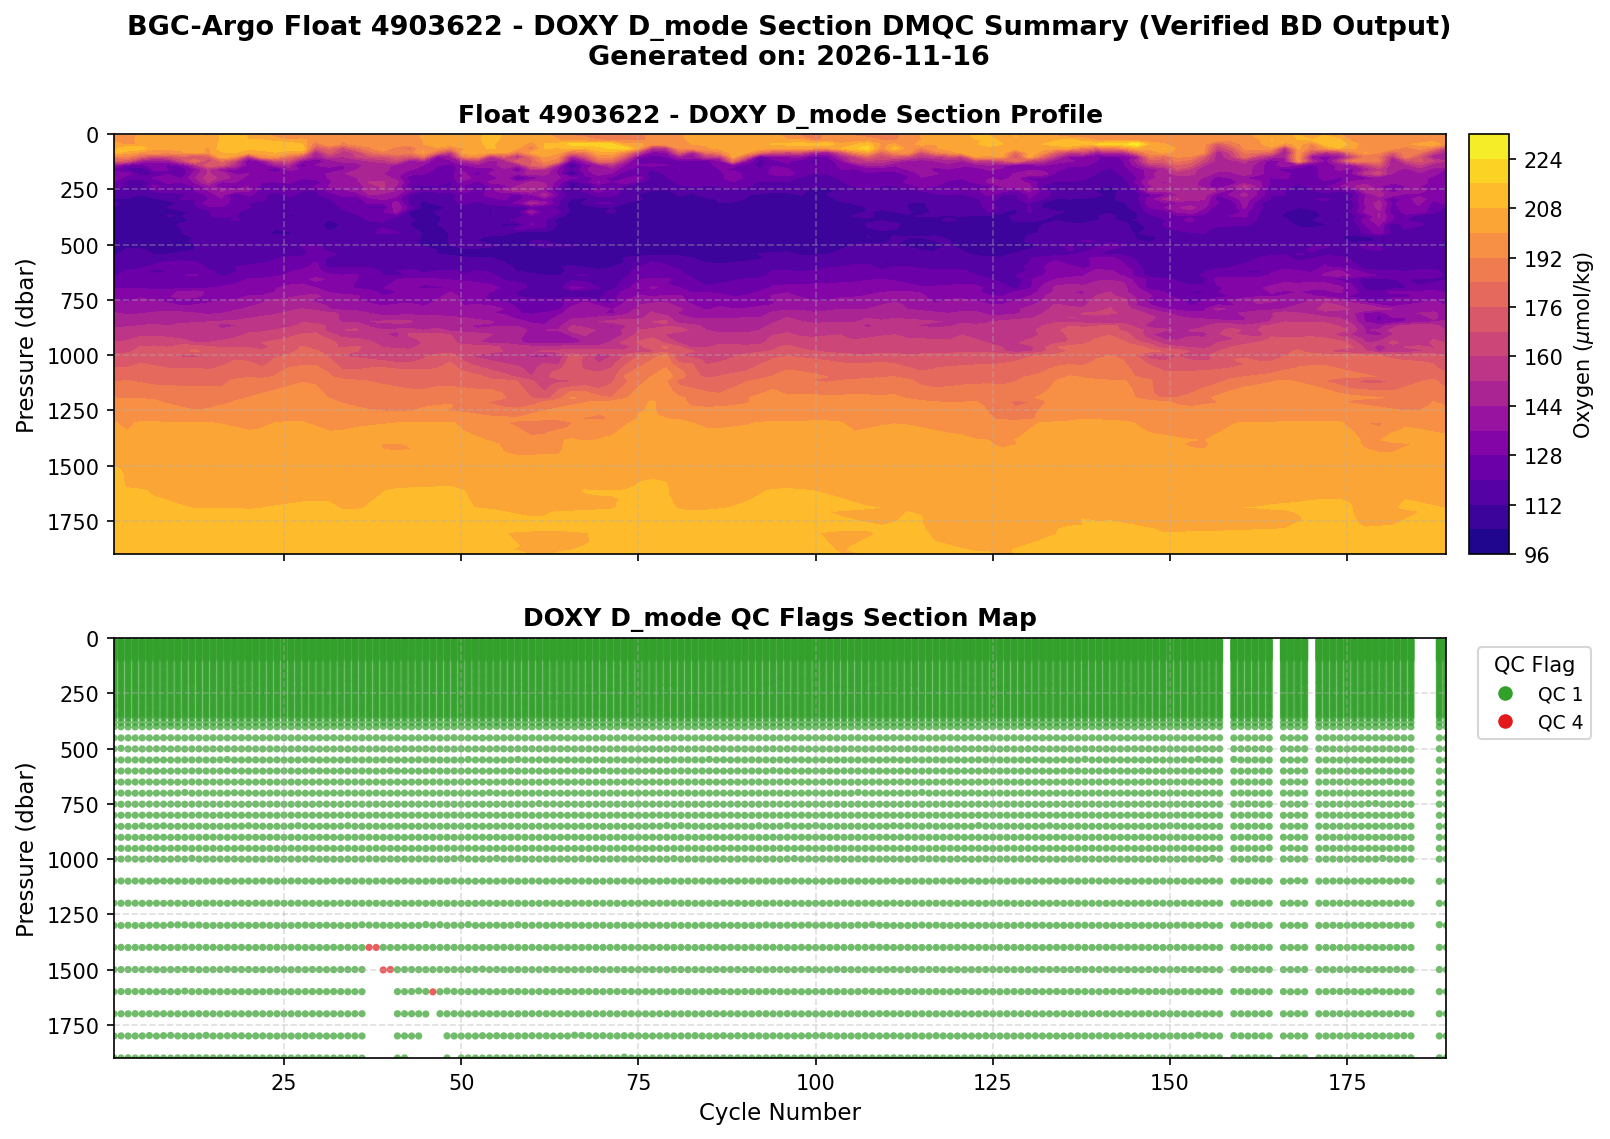 BGC-Argo Float 4903622 - DOXY D_mode Section DMQC Summary (Verified BD Output)
Generated on: 2026-11-16
Float 4903622 - DOXY D_mode Section Profile
Pressure (dbar)
0
250
500
750
1000
1250
1500
1750
224
208
192
176
160
144
128
112
96
Oxygen (μmol/kg)
DOXY D_mode QC Flags Section Map
Pressure (dbar)
0
250
500
750
1000
1250
1500
1750
25
50
75
100
125
150
175
Cycle Number
QC Flag
QC 1
QC 4